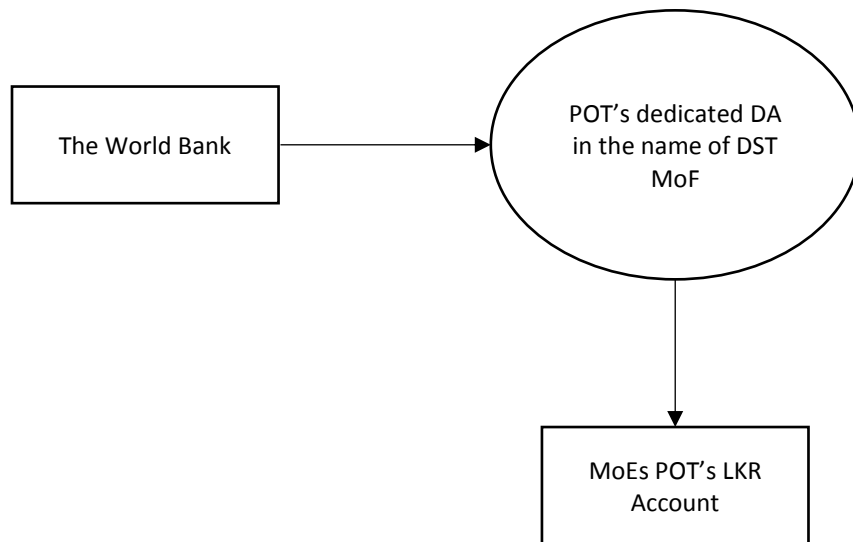 The World Bank
POT’s dedicated DA
in the name of DST
MoF
MoEs POT’s LKR
Account